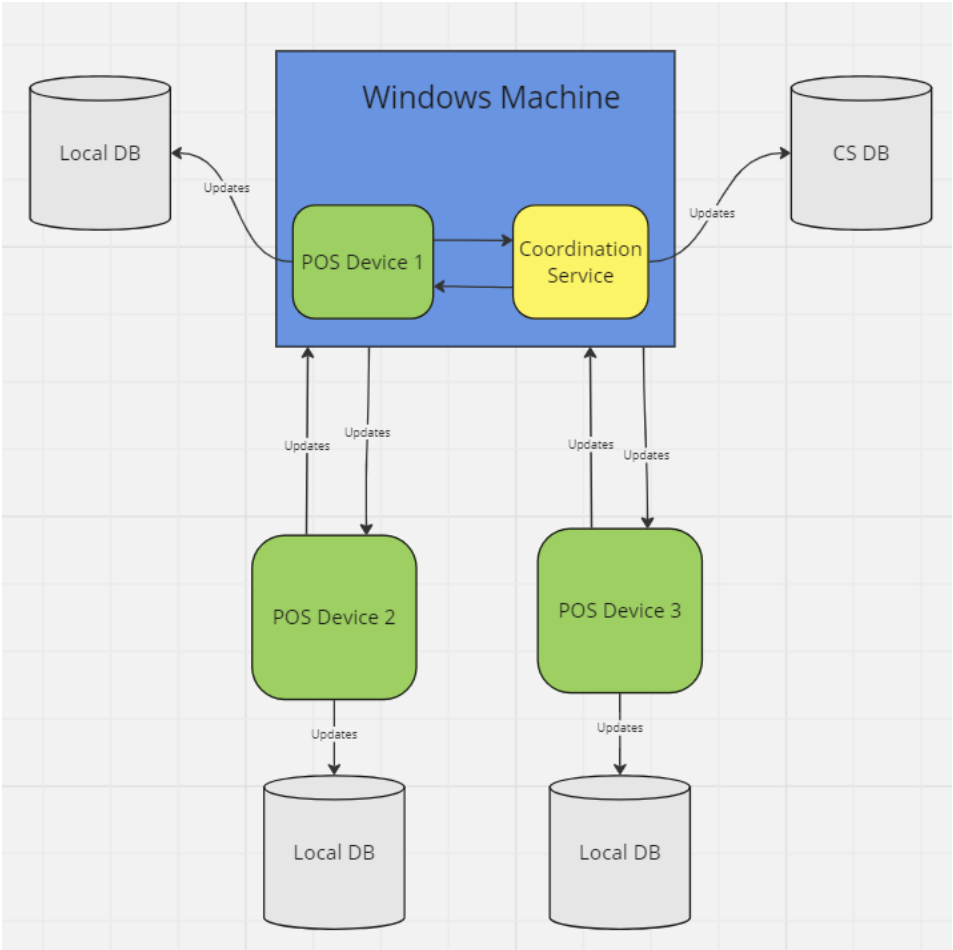 Windows Machine
Local DB
CS DB
Updates
Updates
POS Device 1
Coordination
Service
Updates
Updates
Updates
Updates
POS Device 2
POS Device 3
Updates
Updates
Local DB
Local DB